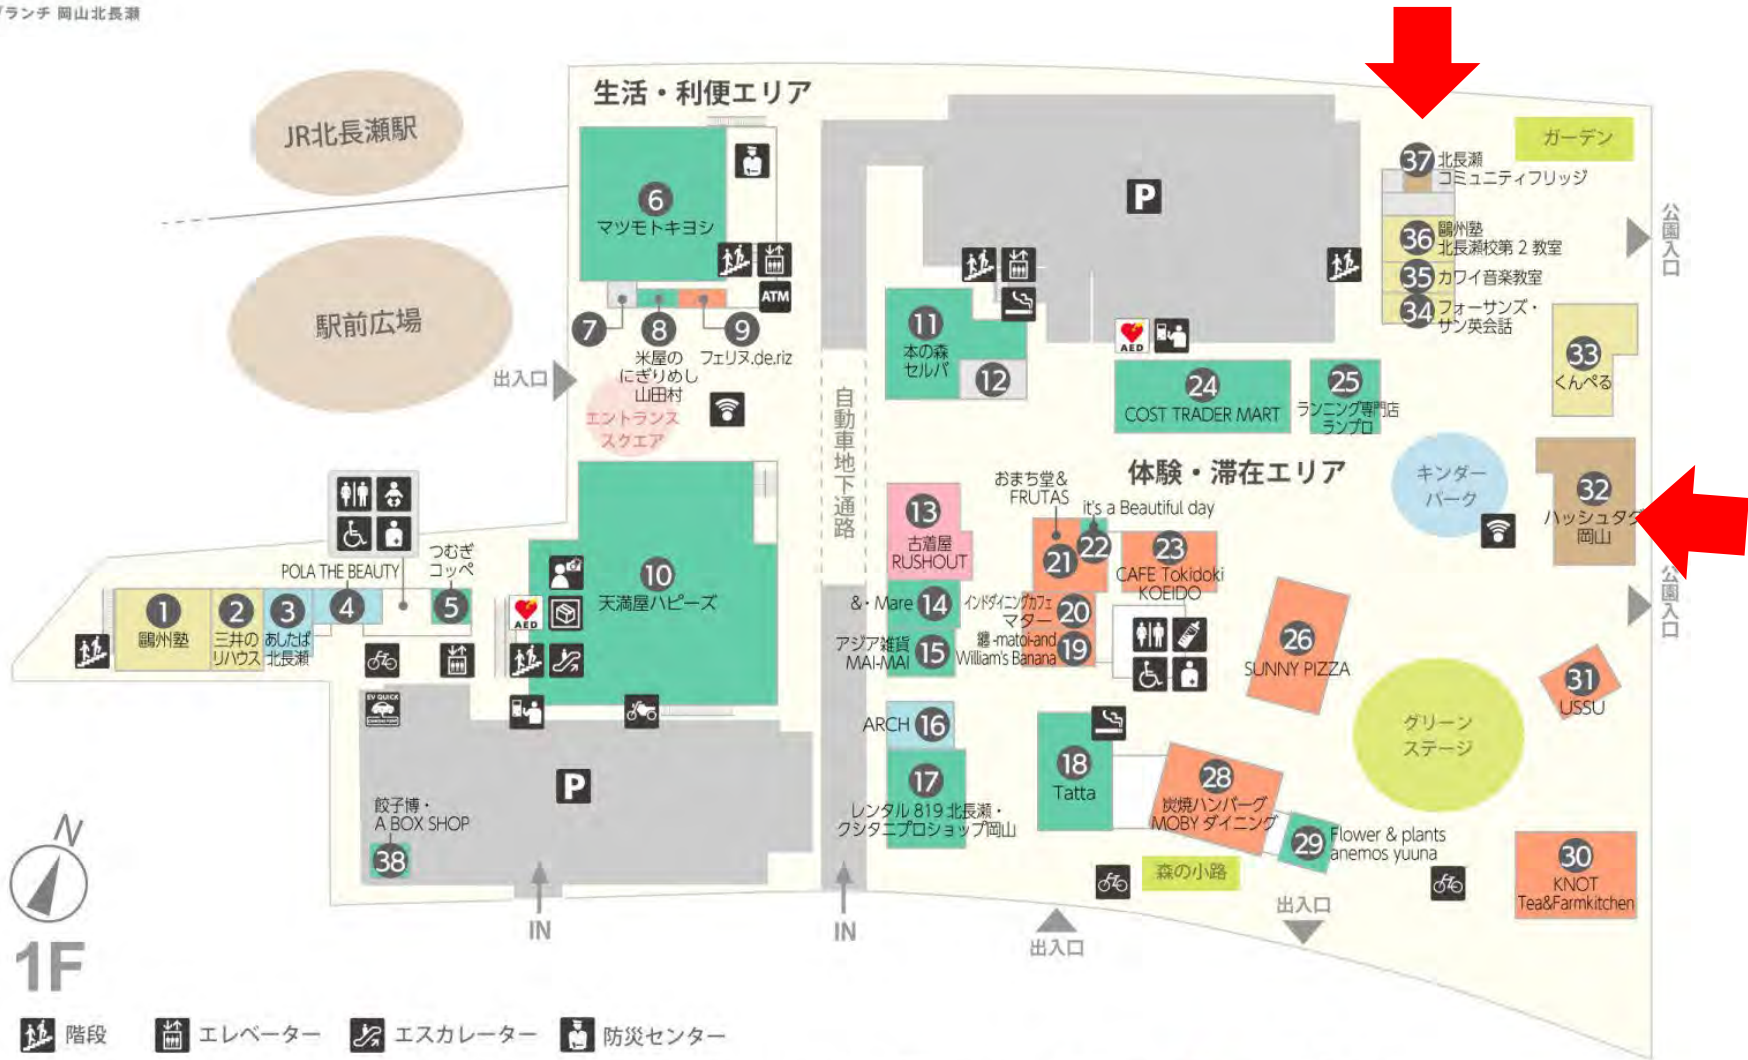 ブランチ 岡山北長瀬
生活・利便エリア
JR北長瀬駅
駅前広場
出入口
6
マツモトキヨシ
ATM
7
8
9
米屋の
にぎりめし
山田村
フェリヌ.de.riz
エントランス
スクエア
自動車地下通路
P
37
北長瀬
コミュニティフリッジ
ガーデン
36
鷗州塾
北長瀬校第2教室
35
カワイ音楽教室
34
フォーサンズ・
サン英会話
公園入口
33
くんぺる
11
本の森
セルバ
12
AED
24
COST TRADER MART
25
ランニング専門店
ランプロ
体験・滞在エリア
キンダー
パーク
32
ハッシュタグ
岡山
公園入口
おまち堂&
FRUTAS
it's a Beautiful day
13
古着屋
RUSHOUT
21
22
23
CAFE Tokidoki
KOEIDO
&・Mare
14
インドダイニングカフェ
マター
20
アジア雑貨
MAI-MAI
15
纏-matoi-and
William's Banana
19
26
SUNNY PIZZA
31
USSU
グリーン
ステージ
ARCH
16
17
レンタル819 北長瀬・
クシタニプロショップ岡山
18
Tatta
28
炭焼ハンバーグ
MOBY ダイニング
29
Flower & plants
anemos yuuna
30
KNOT
Tea&Farmkitchen
森の小路
出入口
出入口
POLA THE BEAUTY
つむぎ
コッペ
1
鷗州塾
2
三井の
リハウス
3
あしたば
北長瀬
4
5
10
天満屋ハピーズ
AED
EV QUICK
P
餃子博・
A BOX SHOP
38
IN
IN
N
1F
階段
エレベーター
エスカレーター
防災センター